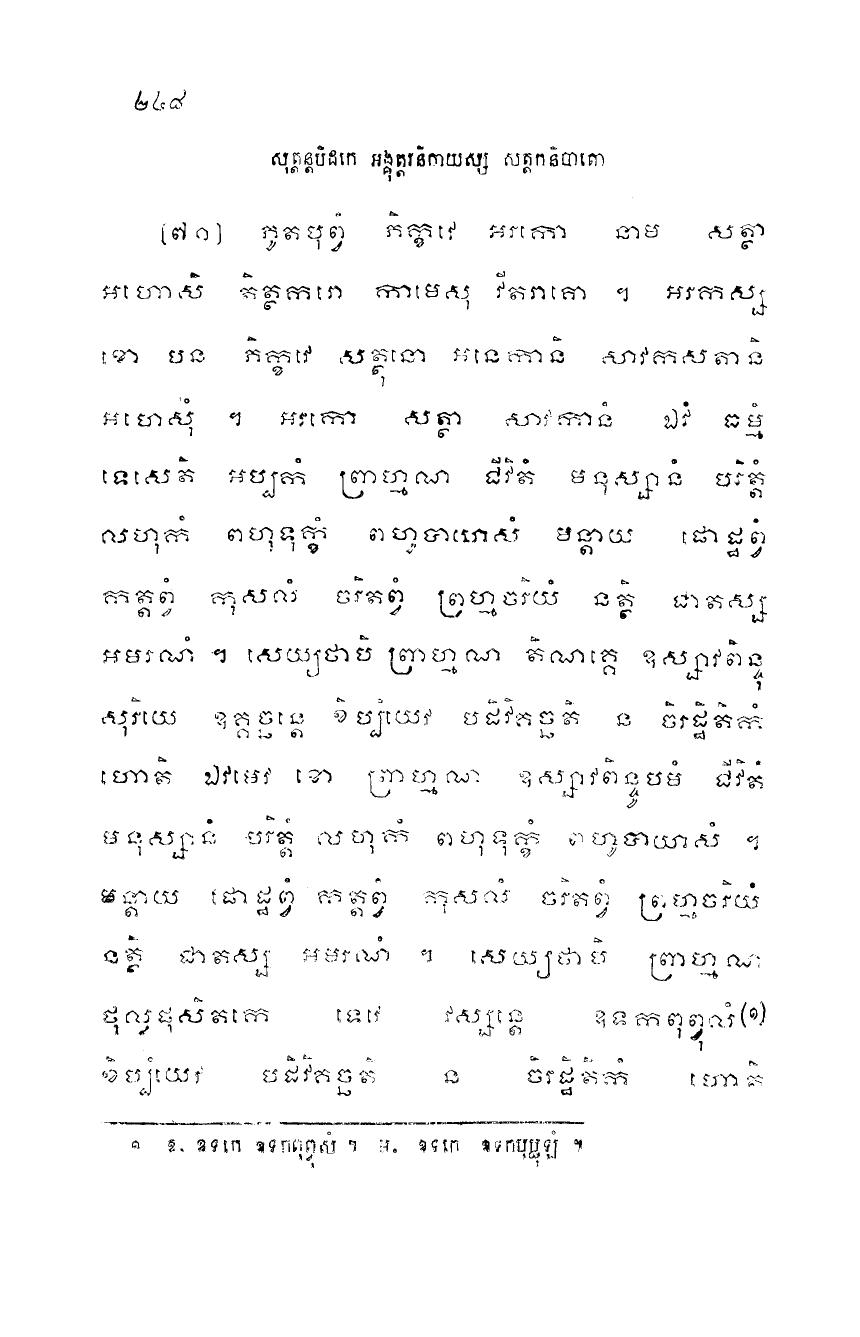 ២៤៨
សុត្តន្តបិដកេ អង្គុត្តរនិកាយស្ស សត្តកនិបាតោ
[៧១] ភូតបុព្វំ ភិក្ខវេ អរកោ នាម សត្ថា
អហោសិ តិត្ថករោ កាមេសុ វីតរាគោ ។ អរកស្ស
ខោ បន ភិក្ខវេ សត្ថុនោ អនេកានិ សាវកសតានិ
អហេសុំ ។ អរកោ សត្ថា សាវកានំ ឯវំ ធម្មំ
ទេសេតិ អប្បកំ ព្រាហ្មណ ជីវិតំ មនុស្សានំ បរិត្តំ
លហុកំ ពហុទុក្ខំ ពហូបាយាសំ មន្តាយ ផោដ្ឋព្វំ
កាត្តព្វំ កុសលំ ចរិតព្វំ ព្រហ្មចរិយំ នត្ថិ ជាតស្ស
អមរណំ ។ សេយ្យថាបិ ព្រាហ្មណ តិណគ្គេ ឧស្សាវពិន្ទុ
សុរិយេ ឧគ្គច្ឆន្តេ ខិប្បំយេវ បដិវិគច្ឆតិ ន ចិរដ្ឋិតិកំ
ហោតិ ឯវមេវ ខោ ព្រាហ្មណ ឧស្សាវពិន្ទូបមំ ជីវិតំ
មនុស្សានំ បរិត្តំ លហុកំ ពហុទុក្ខំ ពហូបាយាសំ ។
មន្តាយ ផោដ្ឋព្វំ កាត្តព្វំ កុសលំ ចរិតព្វំ ព្រហ្មចរិយំ
នត្ថិ ជាតស្ស អមរណំ ។ សេយ្យថាបិ ព្រាហ្មណ
ថុល្លផុសិតកេ ទេវេ វស្សន្តេ ឧទកពុព្វុលំ(១)
ខិប្បំយេវ បដិវិគច្ឆតិ ន ចិរដ្ឋិតិកំ ហោតិ
១ ឱ. ឧទកេ ឧទកពុព្វុលំ ។ អ. ឧទកេ ឧទកបុប្ផុឡំ ។